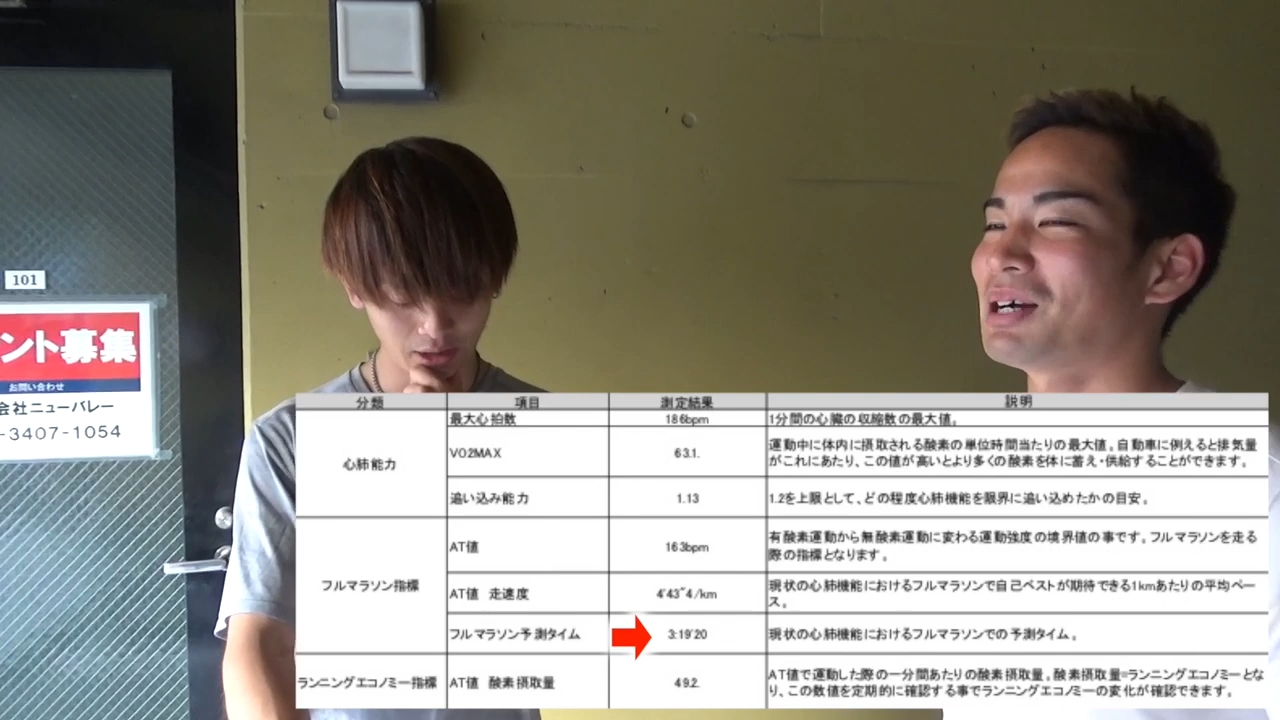 101
ント募集
お問い合わせ
会社ニューバレー
-3407-1054
分類 項目 測定結果 説明
心肺能力
最大心拍数 186bpm 1分間の心臓の収縮数の最大値。
VO2MAX 63.1. 運動中に体内に摂取される酸素の単位時間当たりの最大値。自動車に例えると排気量
がこれにあたり、この値が高いとより多くの酸素を体に蓄え・供給することができます。
追い込み能力 1.13 1.2を上限として、どの程度心肺機能を限界に追い込めたかの目安。
フルマラソン指標
AT値 163bpm 有酸素運動から無酸素運動に変わる運動強度の境界値の事です。フルマラソンを走る
際の指標となります。
AT値 走速度 4'43"4/km 現状の心肺機能におけるフルマラソンで自己ベストが期待できる1kmあたりの平均ペー
ス。
フルマラソン予測タイム 3:19'20 現状の心肺機能におけるフルマラソンでの予測タイム。
ランニングエコノミー指標 AT値 酸素摂取量 49.2. AT値で運動した際の一分間あたりの酸素摂取量。酸素摂取量=ランニングエコノミーとな
り、この数値を定期的に確認する事でランニングエコノミーの変化が確認できます。